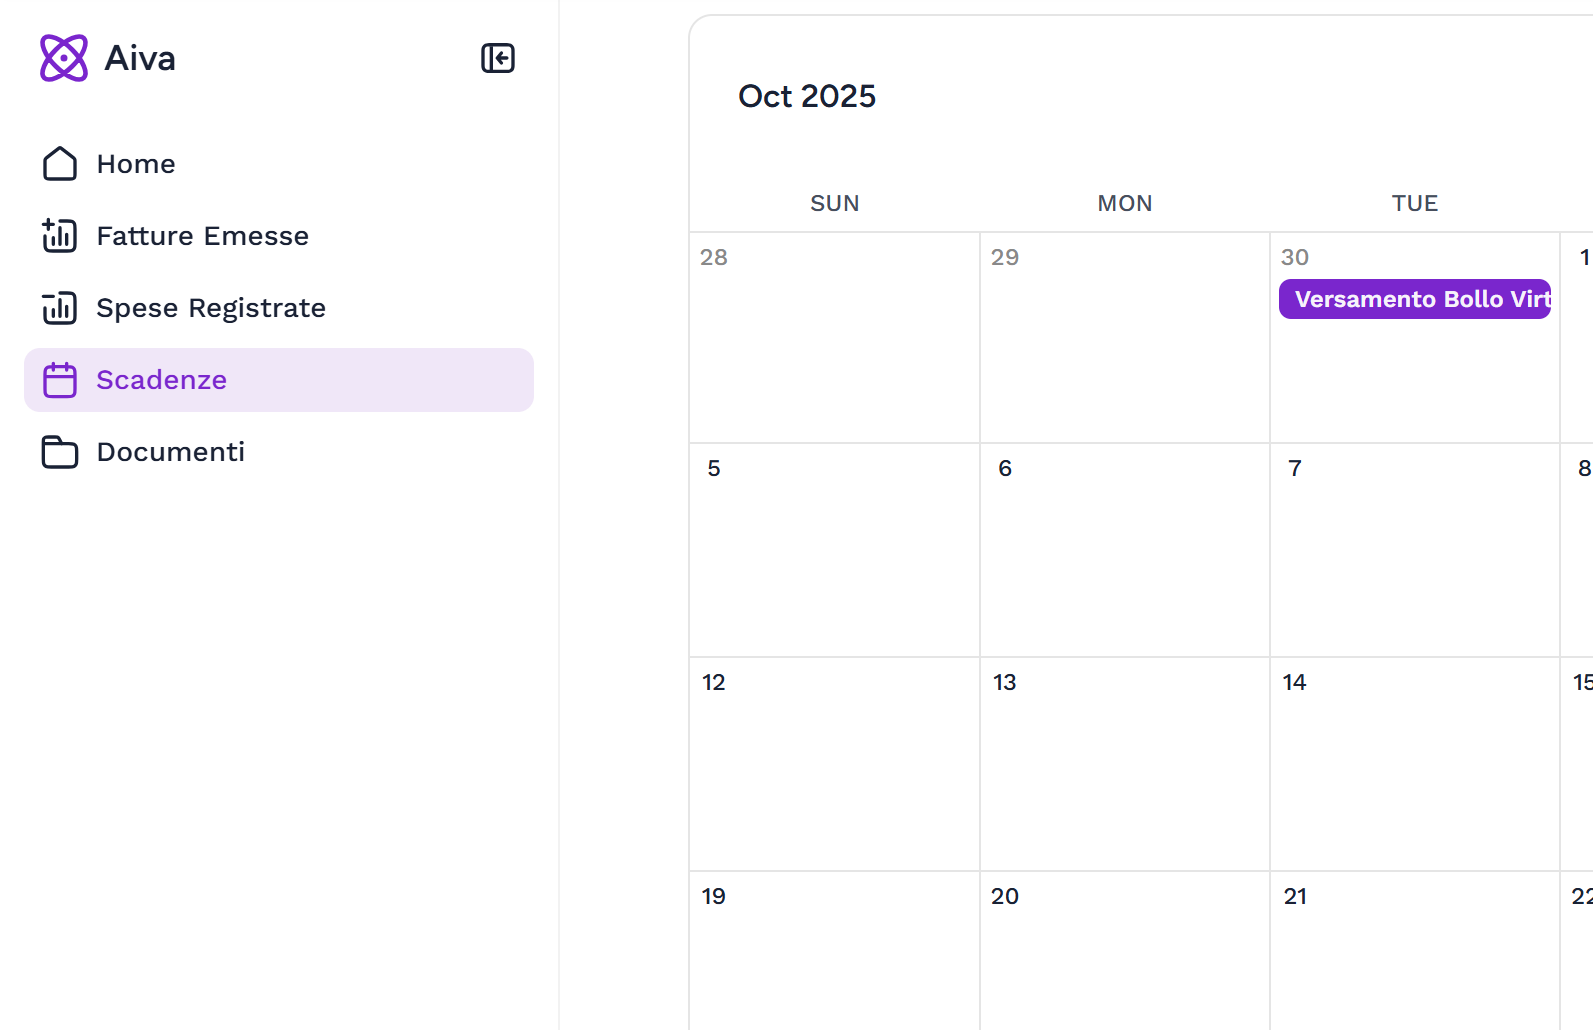 Aiva
Home
Fatture Emesse
Spese Registrate
Scadenze
Documenti
Oct 2025
SUN MON TUE
28 29 30 1
Versamento Bollo Virt
5 6 7 8
12 13 14 15
19 20 21 22